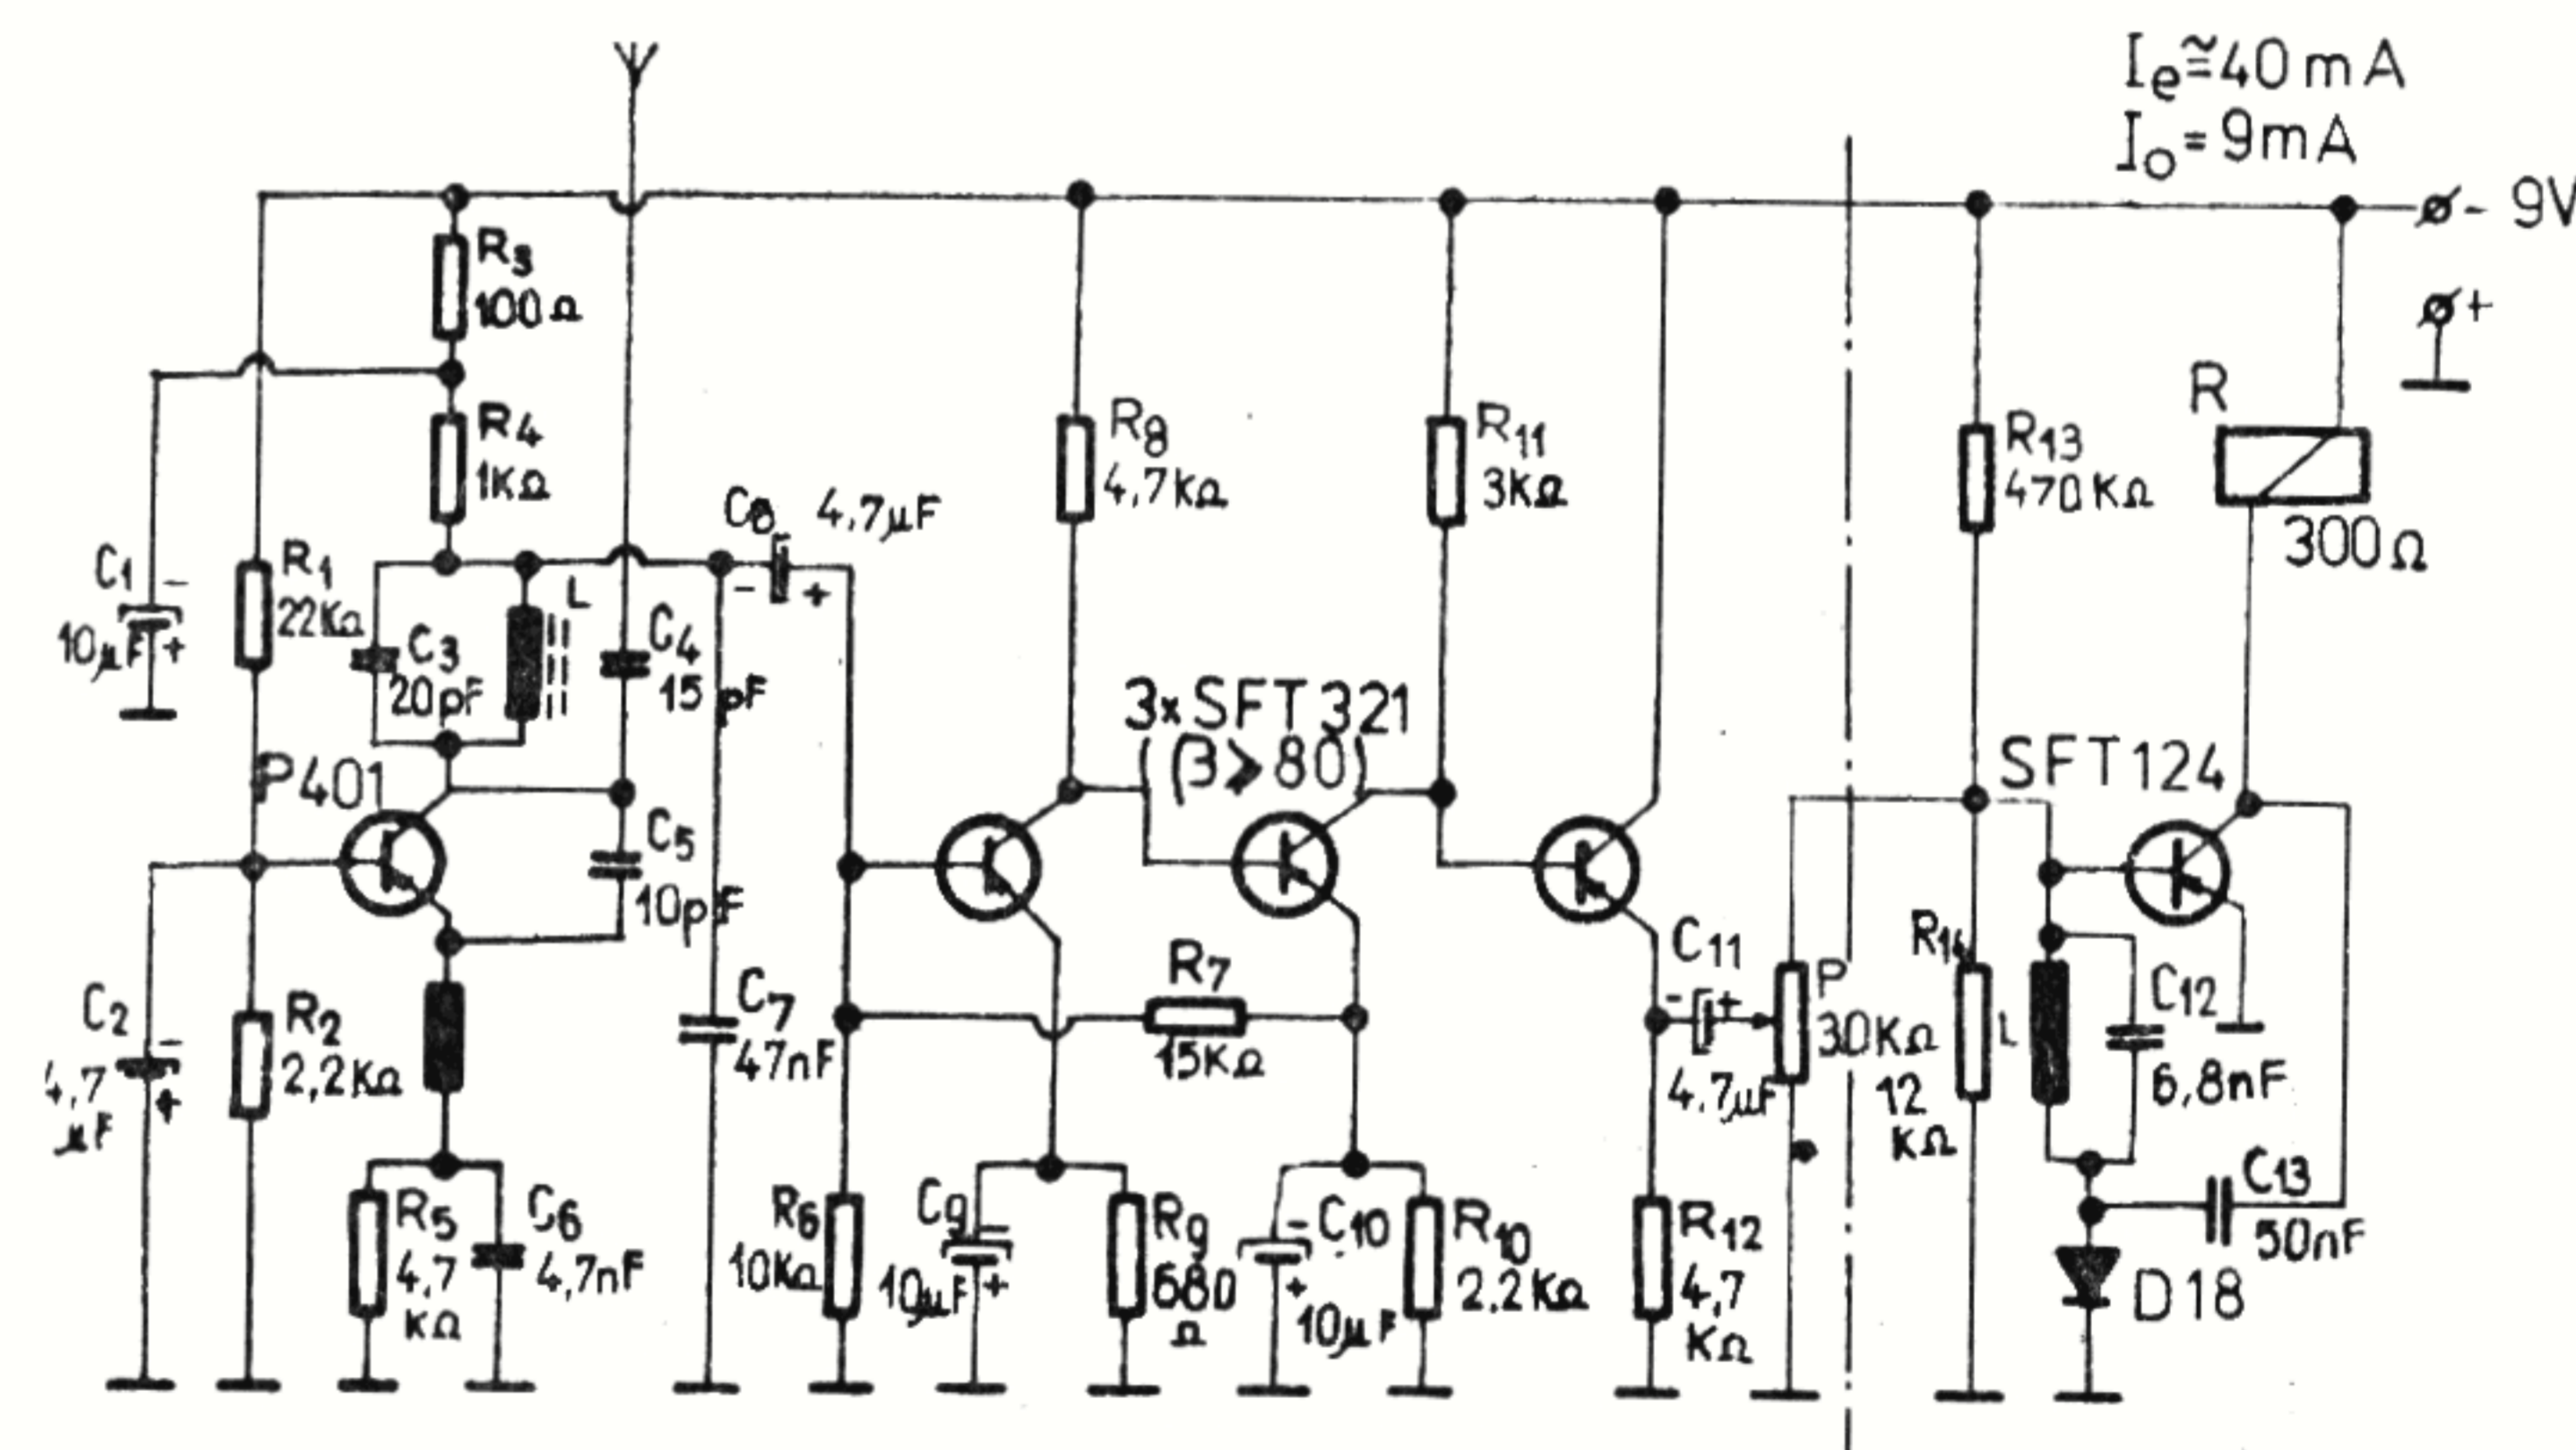 Ie≅40 mA
Io=9mA
- 9V
+
R3
100Ω
R4
1KΩ
C1
10µF
-
+
R1
22KΩ
C3
20pF
L
C4
15 pF
C8 4,7µF
-
+
R8
4,7kΩ
R11
3kΩ
R13
470KΩ
R
300Ω
P401
3xSFT321
(β⩾80)
SFT124
C5
10pF
C2
4,7
µF
-
+
R2
2,2KΩ
C7
47nF
R7
15KΩ
C11
-
+
4,7µF
P
30KΩ
R14
12
KΩ
L
C12
6,8nF
R5
4,7
KΩ
C6
4,7nF
R6
10KΩ
C9
-
10µF
+
R9
680
Ω
C10
-
+
10µF
R10
2,2KΩ
R12
4,7
KΩ
C13
50nF
D18